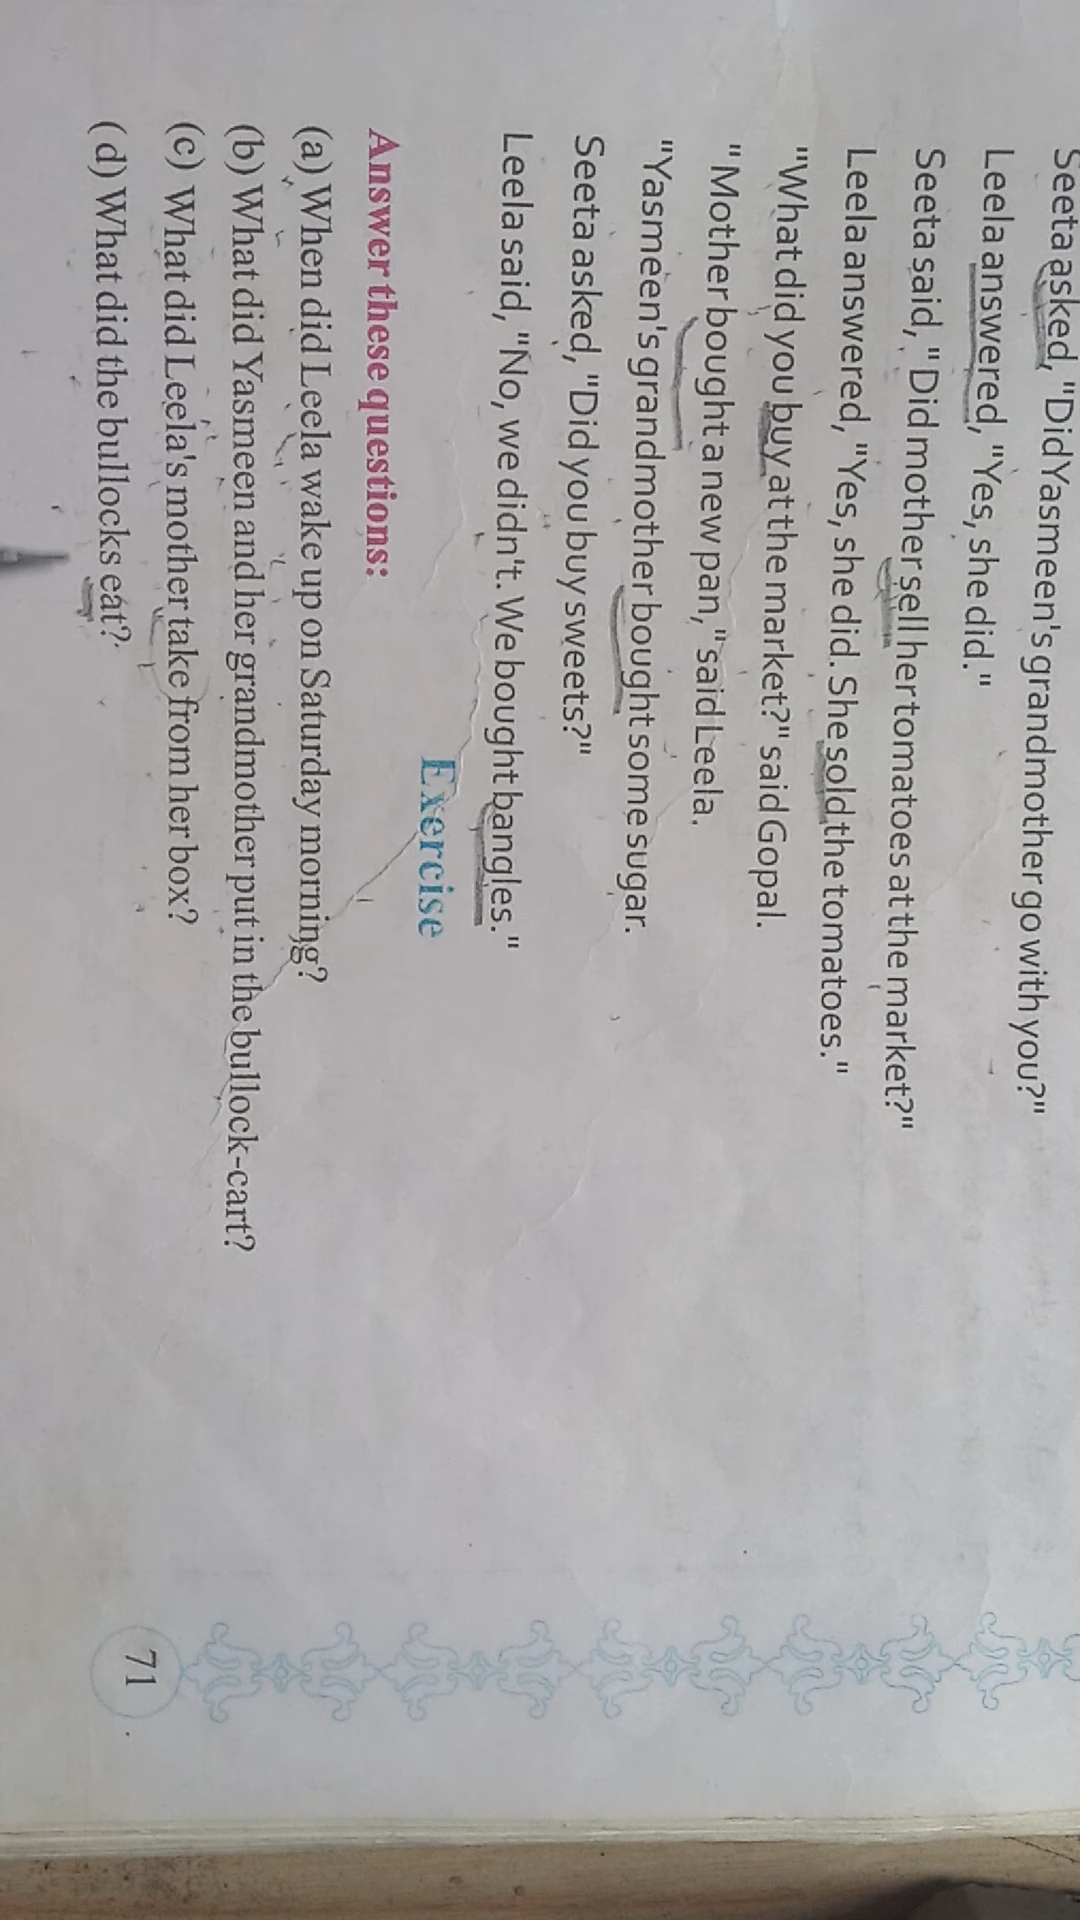 Seeta asked, "Did Yasmeen's grandmother go with you?"
Leela answered, "Yes, she did."
Seeta said, "Did mother sell her tomatoes at the market?"
Leela answered, "Yes, she did. She sold the tomatoes."
"What did you buy at the market?" said Gopal.
"Mother bought a new pan," said Leela.
"Yasmeen's grandmother bought some sugar.
Seeta asked, "Did you buy sweets?"
Leela said, "No, we didn't. We bought bangles."
Exercise
Answer these questions:
(a) When did Leela wake up on Saturday morning?
(b) What did Yasmeen and her grandmother put in the bullock-cart?
(c) What did Leela's mother take from her box?
(d) What did the bullocks eat?
71